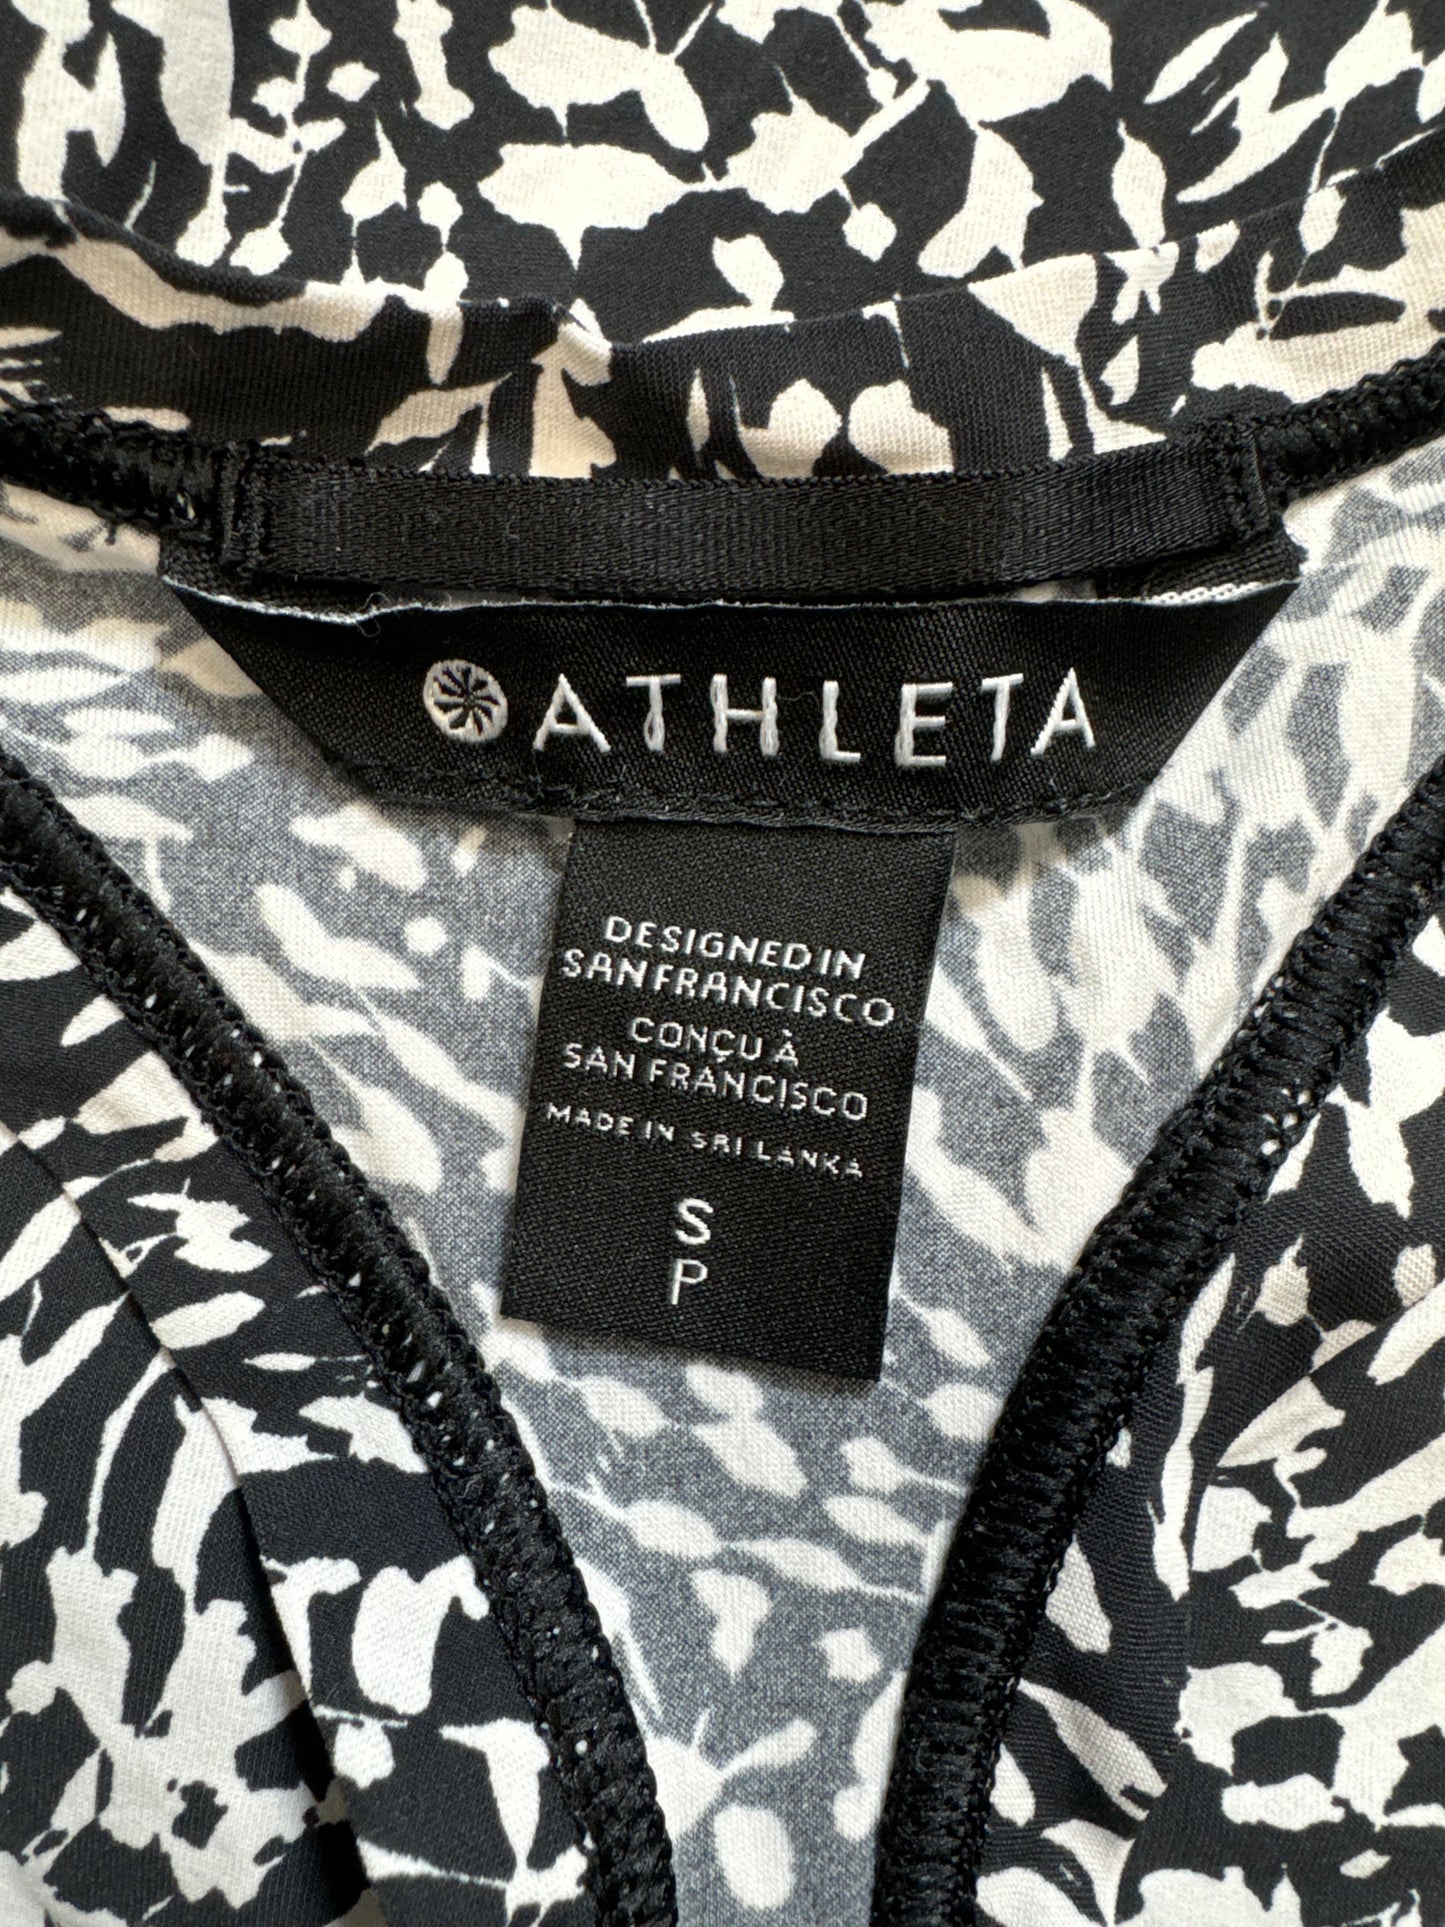 ATHLETA
DESIGNED IN
SAN FRANCISCO
CONÇU À
SAN FRANCISCO
MADE IN SRI LANKA
S
P